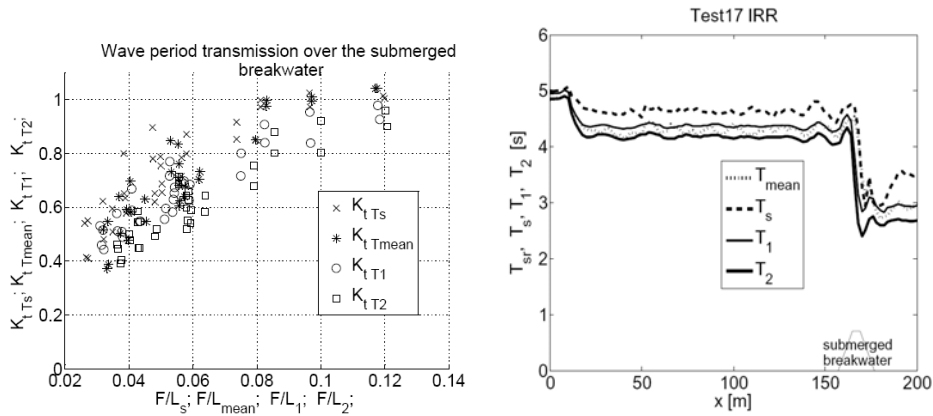 Wave period transmission over the submerged
breakwater
K_t Ts; K_t Tmean; K_t T1; K_t T2;
1
0.8
0.6
0.4
0.2
0
K_t Ts
K_t Tmean
K_t T1
K_t T2
0.02 0.04 0.06 0.08 0.1 0.12 0.14
F/L_s; F/L_mean; F/L_1; F/L_2;
Test17 IRR
T_sr, T_s, T_1, T_2 [s]
6
5
4
3
2
1
0
T_mean
T_s
T_1
T_2
submerged
breakwater
0 50 100 150 200
x [m]